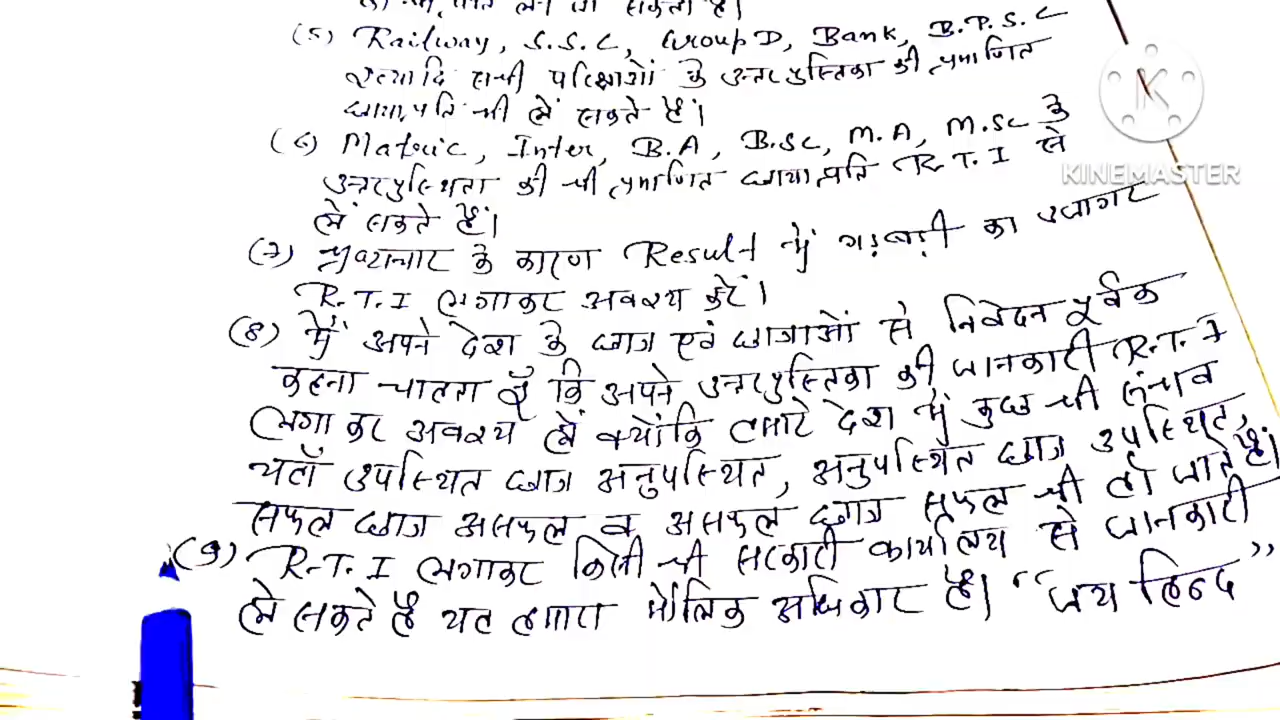 सकता है।
(5) Railway, S.S.C, Group D, Bank, B.P.S.C
इत्यादि सभी परिक्षाओं के उत्तरपुस्तिका की प्रमाणित
छायाप्रति भी लें सकते हैं।
(6) Matric, Inter, B.A, B.Sc, M.A, M.Sc के
उत्तरपुस्तिका की भी प्रमाणित छायाप्रति R.T.I से
लें सकते हैं।
(7) भ्रष्टाचार के कारण Result में गड़बड़ी का उजागर
R.T.I लगाकर अवश्य करें।
(8) मैं अपने देश के छात्र एवं छात्राओं से निवेदन पूर्वक
कहना चाहता हूँ कि अपने उत्तरपुस्तिका की जानकारी R.T.I
लगा कर अवश्य लें क्योंकि हमारे देश में कुछ भी संभव
यहाँ उपस्थित छात्र अनुपस्थित, अनुपस्थित छात्र उपस्थित,
सफल छात्र असफल व असफल छात्र सफल भी हो जाते हैं।
(9) R.T.I लगाकर किसी भी सरकारी कार्यालय से जानकारी
ले सकते हैं यह हमारा मौलिक अधिकार है। "जय हिन्द"
K
KINEMASTER